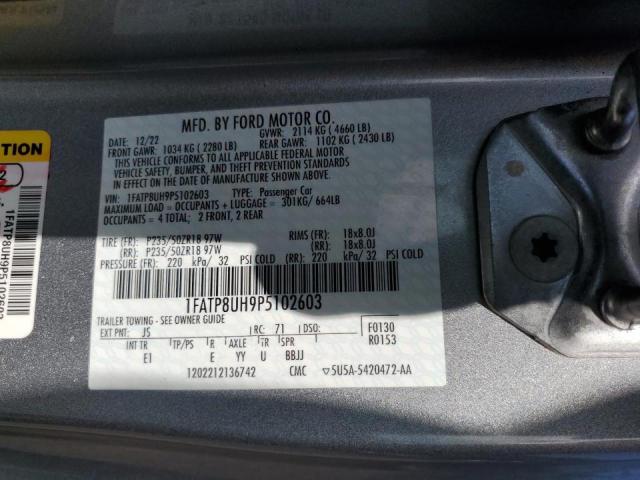 MFD. BY FORD MOTOR CO.
DATE: 12/22 GVWR: 2114 KG ( 4660 LB)
FRONT GAWR: 1034 KG ( 2280 LB) REAR GAWR: 1102 KG ( 2430 LB)
THIS VEHICLE CONFORMS TO ALL APPLICABLE FEDERAL MOTOR
VEHICLE SAFETY, BUMPER, AND THEFT PREVENTION STANDARDS
IN EFFECT ON THE DATE OF MANUFACTURE SHOWN ABOVE.
VIN: 1FATP8UH9P5102603 TYPE: Passenger Car
MAXIMUM LOAD = OCCUPANTS + LUGGAGE = 301KG/ 664LB
OCCUPANTS = 4 TOTAL; 2 FRONT, 2 REAR
TIRE (FR): P235/50ZR18 97W RIMS (FR): 18x8.0J
(RR): P235/50ZR18 97W (RR): 18x8.0J
PRESSURE (FR): 220 kPa/ 32 PSI COLD (RR): 220 kPa/ 32 PSI COLD
1FATP8UH9P5102603
TRAILER TOWING - SEE OWNER GUIDE
EXT PNT: JS RC: 71 DSO: F0130
R0153
INT TR TP/PS R AXLE TR SPR
E1 E YY U BBJJ
1202212136742 CMC ▽5U5A-5420472-AA
TION
2
1FATP8UH9P5102603